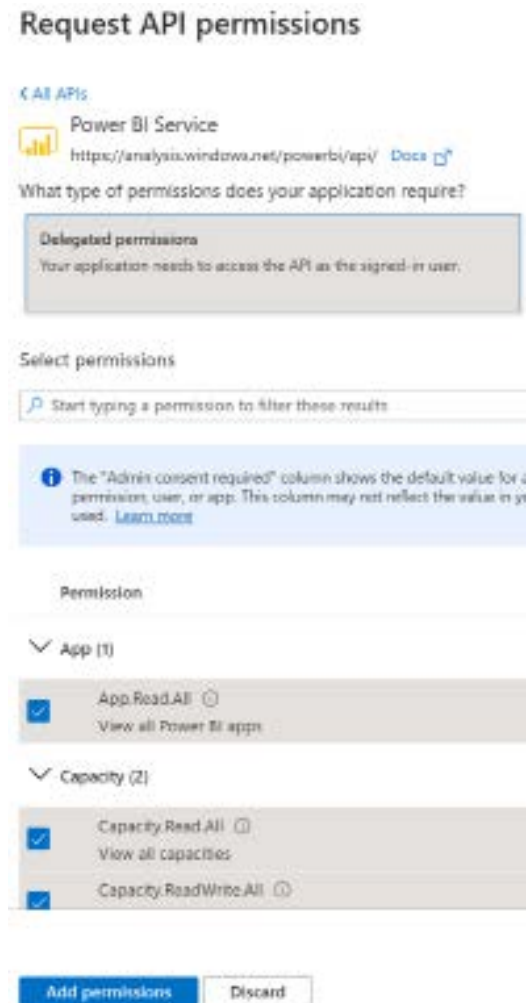 Request API permissions
< All APIs
Power BI Service
https://analysis.windows.net/powerbi/api/ Docs
What type of permissions does your application require?
Delegated permissions
Your application needs to access the API as the signed-in user.
Select permissions
Start typing a permission to filter these results
The "Admin consent required" column shows the default value for a
permission, user, or app. This column may not reflect the value in
used. Learn more
Permission
App (1)
App.Read.All
View all Power BI apps
Capacity (2)
Capacity.Read.All
View all capacities
Capacity.ReadWrite.All
Add permissions
Discard